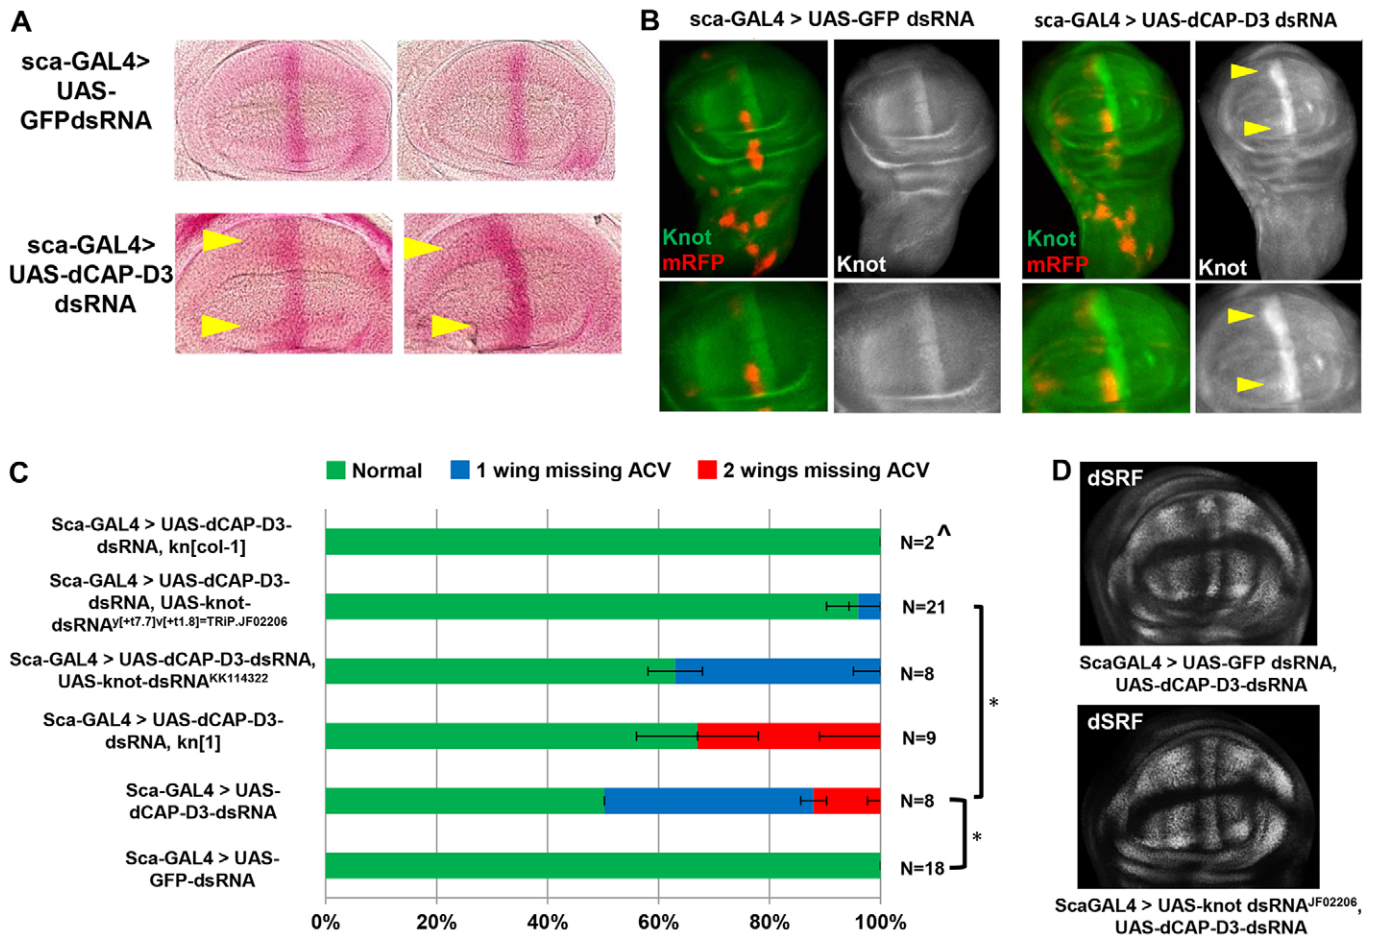 A
sca-GAL4>
UAS-
GFPdsRNA
sca-GAL4>
UAS-dCAP-D3
dsRNA
B
sca-GAL4 > UAS-GFP dsRNA
sca-GAL4 > UAS-dCAP-D3 dsRNA
Knot
mRFP
Knot
Knot
mRFP
Knot
C
Normal
1 wing missing ACV
2 wings missing ACV
Sca-GAL4 > UAS-dCAP-D3-
dsRNA, kn[col-1]
N=2^
Sca-GAL4 > UAS-dCAP-D3-
dsRNA, UAS-knot-
dsRNAy[+t7.7]v[+t1.8]=TRiP.JF02206
N=21
Sca-GAL4 > UAS-dCAP-D3-dsRNA,
UAS-knot-dsRNAKK114322
N=8
Sca-GAL4 > UAS-dCAP-D3-
dsRNA, kn[1]
N=9
*
Sca-GAL4 > UAS-
dCAP-D3-dsRNA
N=8
*
Sca-GAL4 > UAS-
GFP-dsRNA
N=18
0% 20% 40% 60% 80% 100%
D
dSRF
ScaGAL4 > UAS-GFP dsRNA,
UAS-dCAP-D3-dsRNA
dSRF
ScaGAL4 > UAS-knot dsRNAJF02206,
UAS-dCAP-D3-dsRNA